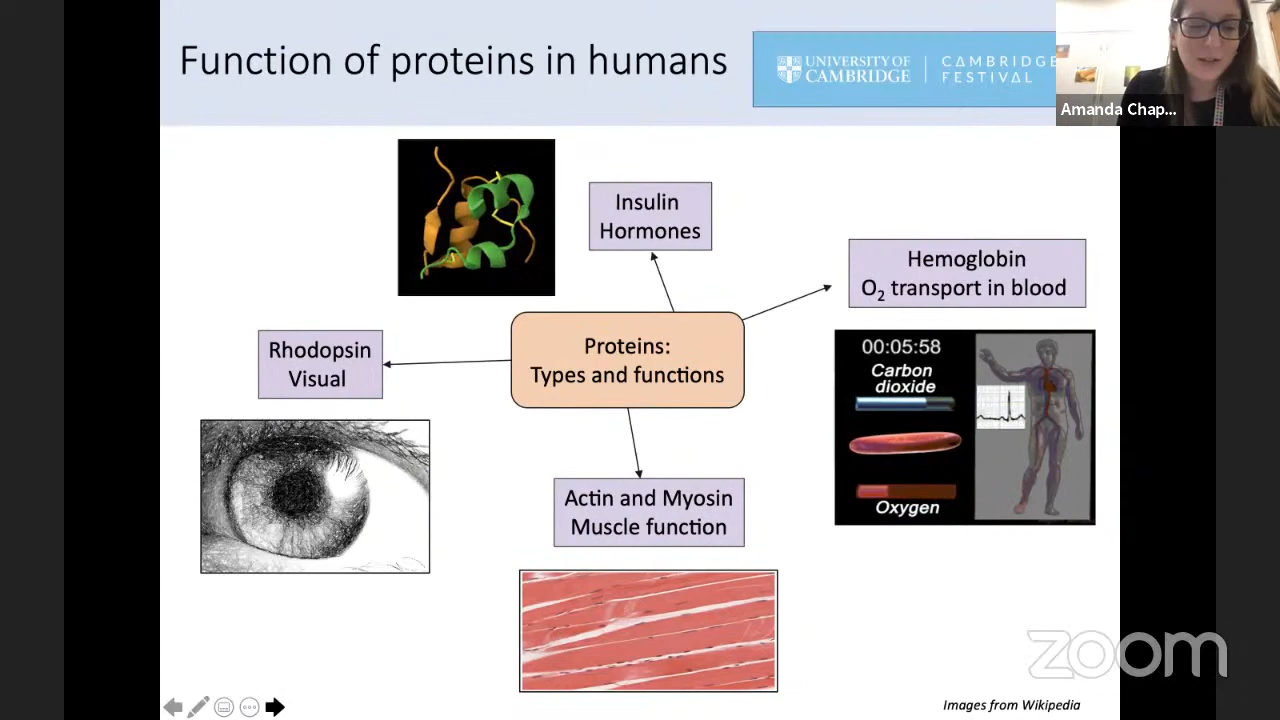 Function of proteins in humans
UNIVERSITY OF
CAMBRIDGE
CAMBRIDGE
FESTIVAL
Amanda Chap...
Insulin
Hormones
Hemoglobin
O₂ transport in blood
Rhodopsin
Visual
Proteins:
Types and functions
00:05:58
Carbon
dioxide
Oxygen
Actin and Myosin
Muscle function
zoom
Images from Wikipedia